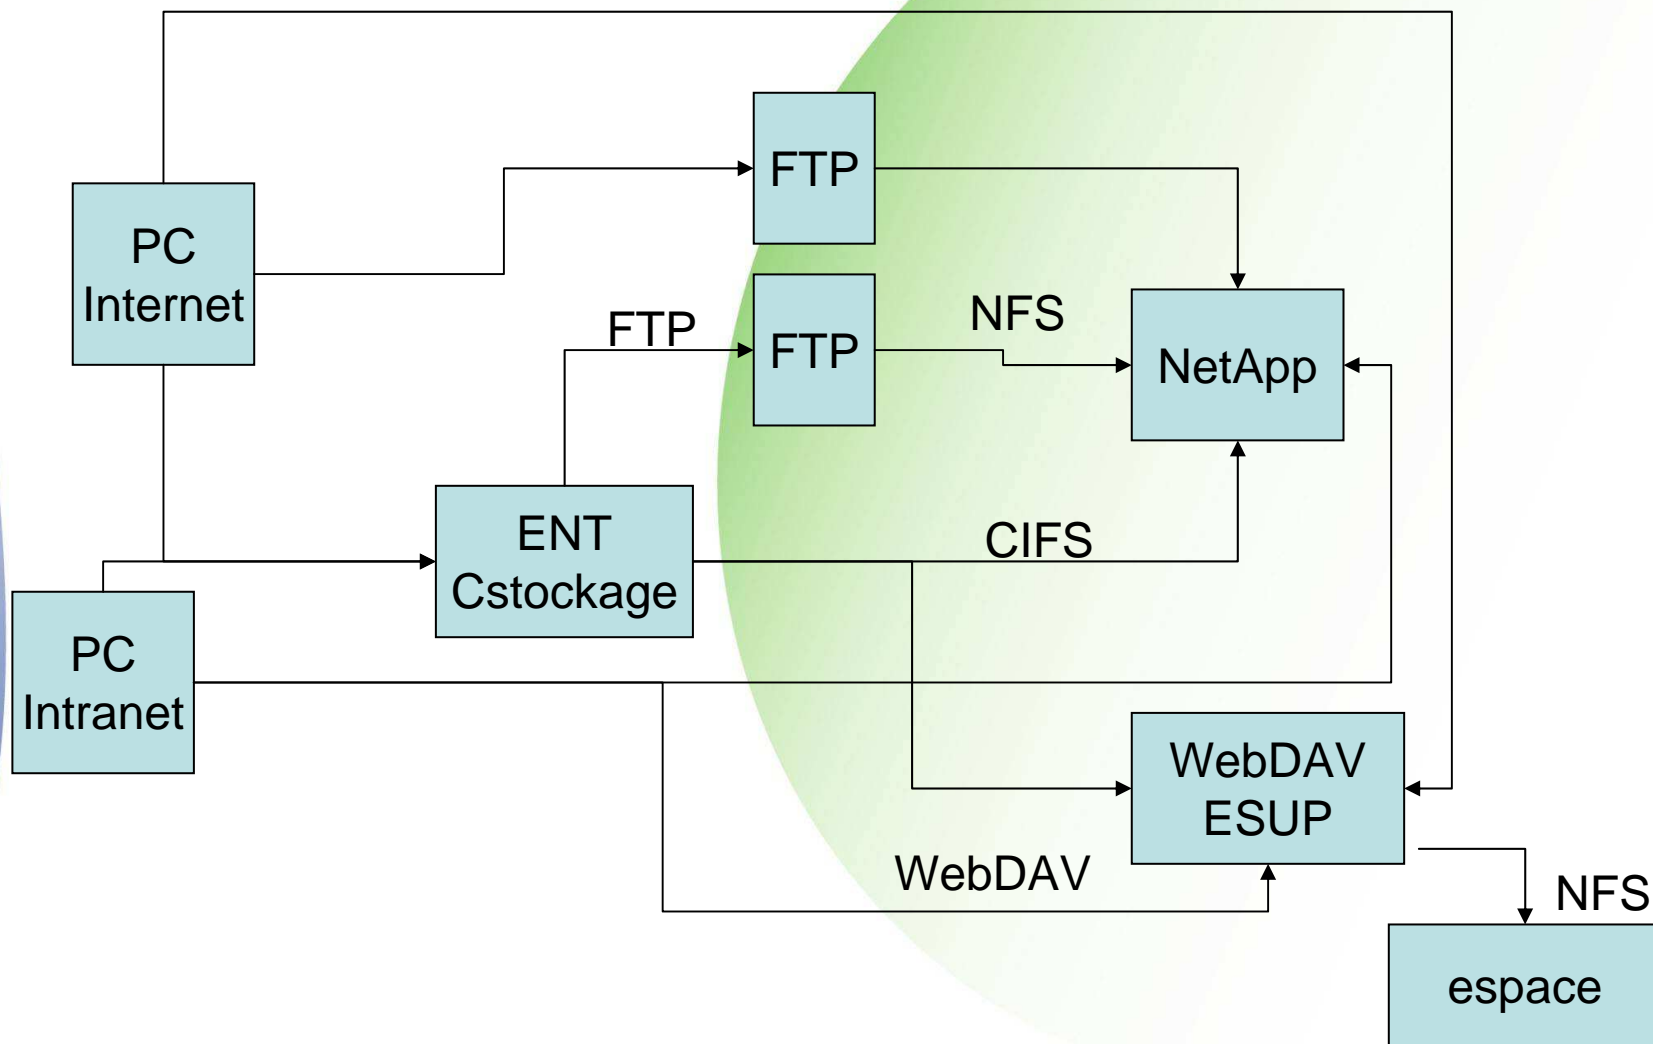 FTP
PC
Internet
FTP
FTP
NFS
NetApp
ENT
Cstockage
CIFS
PC
Intranet
WebDAV
ESUP
WebDAV
NFS
espace